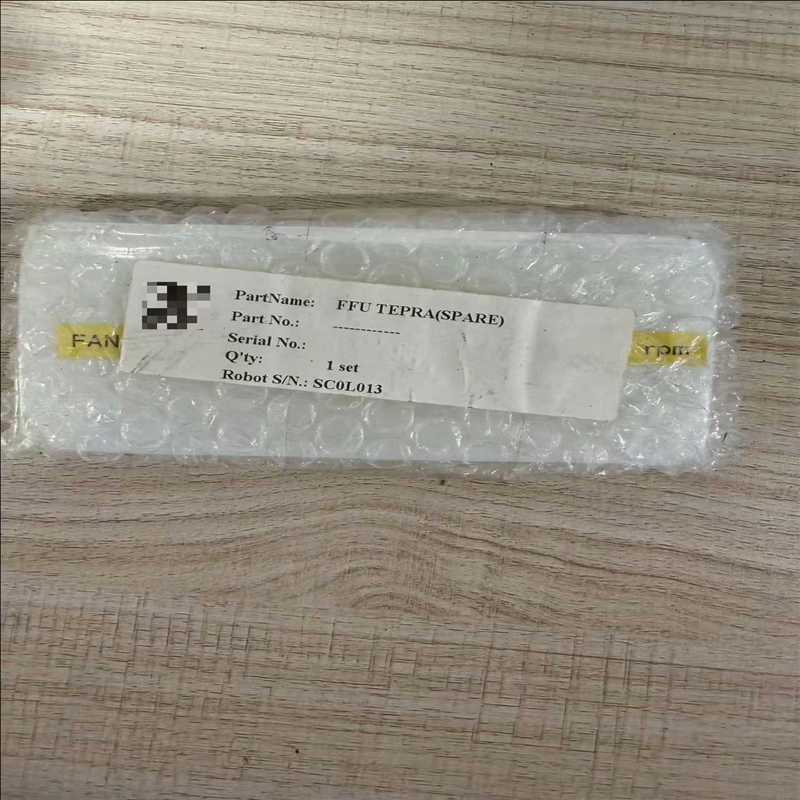 PartName: FFU TEPRA(SPARE)
Part No.: ------------
Serial No.:
Q'ty: 1 set
Robot S/N.: SC0L013
FAN
rpm